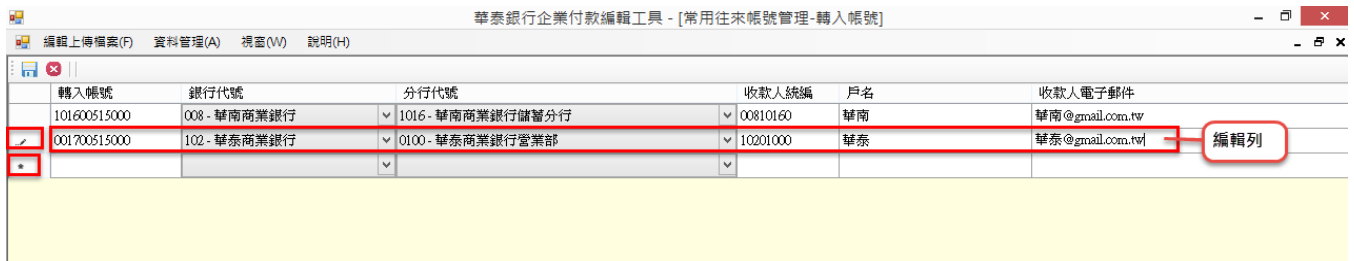 華泰銀行企業付款編輯工具 - [常用往來帳號管理-轉入帳號]
編輯上傳檔案(F) 資料管理(A) 視窗(W) 說明(H)
轉入帳號 銀行代號 分行代號 收款人統編 戶名 收款人電子郵件
101600515000 008 - 華南商業銀行 1016 - 華南商業銀行儲蓄分行 00810160 華南 華南@gmail.com.tw
001700515000 102 - 華泰商業銀行 0100 - 華泰商業銀行營業部 10201000 華泰 華泰@gmail.com.tw 編輯列